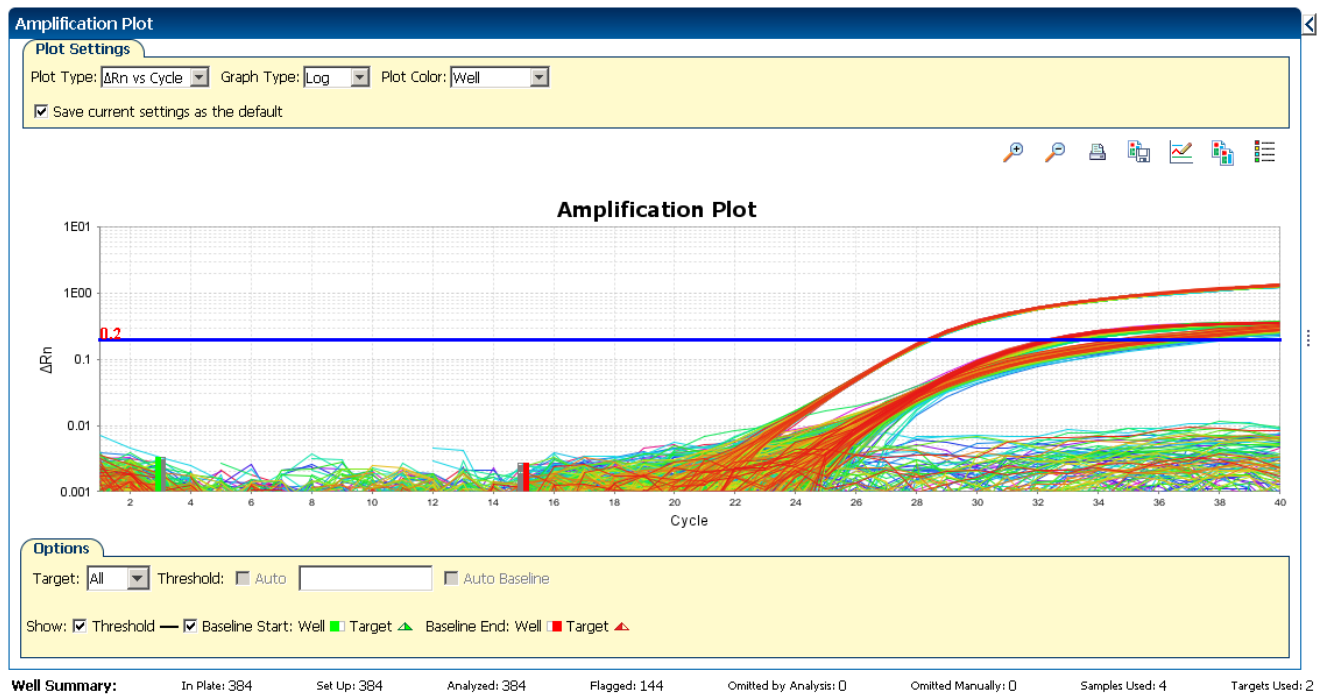 Amplification Plot
Plot Settings
Plot Type: ΔRn vs Cycle Graph Type: Log Plot Color: Well
Save current settings as the default
Amplification Plot
1E01
1E00
0.2
0.1
0.01
0.001
ΔRn
2 4 6 8 10 12 14 16 18 20 22 24 26 28 30 32 34 36 38 40
Cycle
Options
Target: All Threshold: Auto Auto Baseline
Show: Threshold Baseline Start: Well Target Baseline End: Well Target
Well Summary: In Plate: 384 Set Up: 384 Analyzed: 384 Flagged: 144 Omitted by Analysis: 0 Omitted Manually: 0 Samples Used: 4 Targets Used: 2